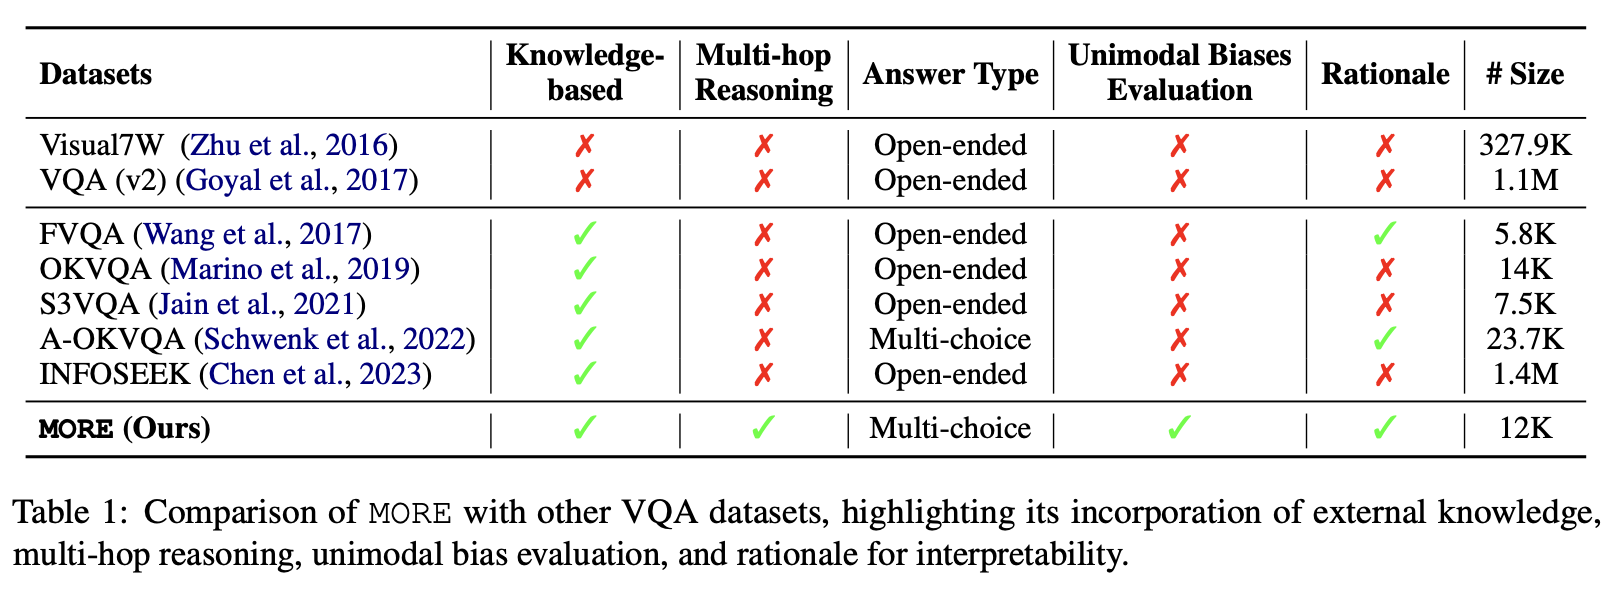 Datasets Knowledge-based Multi-hop Reasoning Answer Type Unimodal Biases Evaluation Rationale # Size
Visual7W (Zhu et al., 2016) ✗ ✗ Open-ended ✗ ✗ 327.9K
VQA (v2) (Goyal et al., 2017) ✗ ✗ Open-ended ✗ ✗ 1.1M
FVQA (Wang et al., 2017) ✓ ✗ Open-ended ✗ ✓ 5.8K
OKVQA (Marino et al., 2019) ✓ ✗ Open-ended ✗ ✗ 14K
S3VQA (Jain et al., 2021) ✓ ✗ Open-ended ✗ ✗ 7.5K
A-OKVQA (Schwenk et al., 2022) ✓ ✗ Multi-choice ✗ ✓ 23.7K
INFOSEEK (Chen et al., 2023) ✓ ✗ Open-ended ✗ ✗ 1.4M
MORE (Ours) ✓ ✓ Multi-choice ✓ ✓ 12K
Table 1: Comparison of MORE with other VQA datasets, highlighting its incorporation of external knowledge,
multi-hop reasoning, unimodal bias evaluation, and rationale for interpretability.